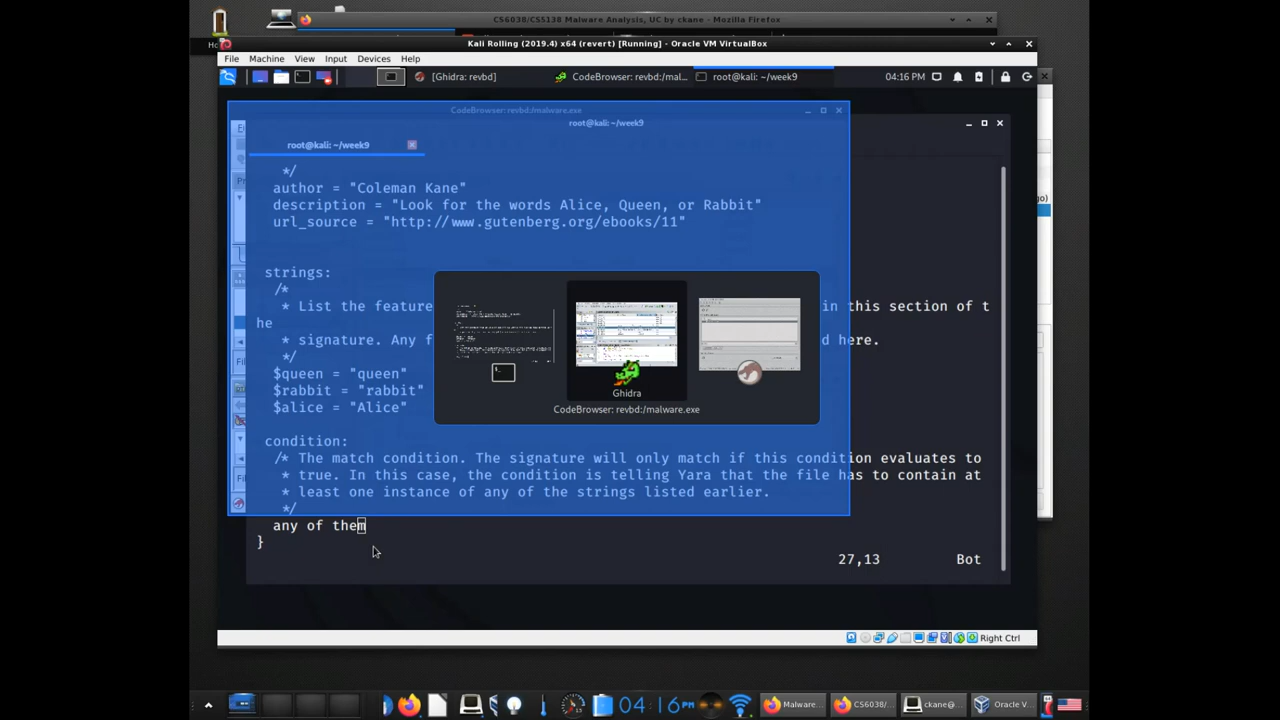 CS6038/CS5138 Malware Analysis, UC by ckane - Mozilla Firefox
Ho
Kali Rolling (2019.4) x64 (revert) [Running] - Oracle VM VirtualBox
File Machine View Input Devices Help
[Ghidra: revbd] CodeBrowser: revbd:/mal... root@kali: ~/week9 04:16 PM
CodeBrowser: revbd:/malware.exe
root@kali: ~/week9
root@kali: ~/week9
*/
author = "Coleman Kane"
description = "Look for the words Alice, Queen, or Rabbit"
url_source = "http://www.gutenberg.org/ebooks/11"
strings:
/*
* List the feature in this section of t
he
* signature. Any f d here.
*/
$queen = "queen"
$rabbit = "rabbit"
$alice = "Alice"
Ghidra
CodeBrowser: revbd:/malware.exe
condition:
/* The match condition. The signature will only match if this condition evaluates to
* true. In this case, the condition is telling Yara that the file has to contain at
* least one instance of any of the strings listed earlier.
*/
any of them
}
27,13 Bot
Right Ctrl
04:16PM Malware... CS6038/... ckane@... Oracle V...